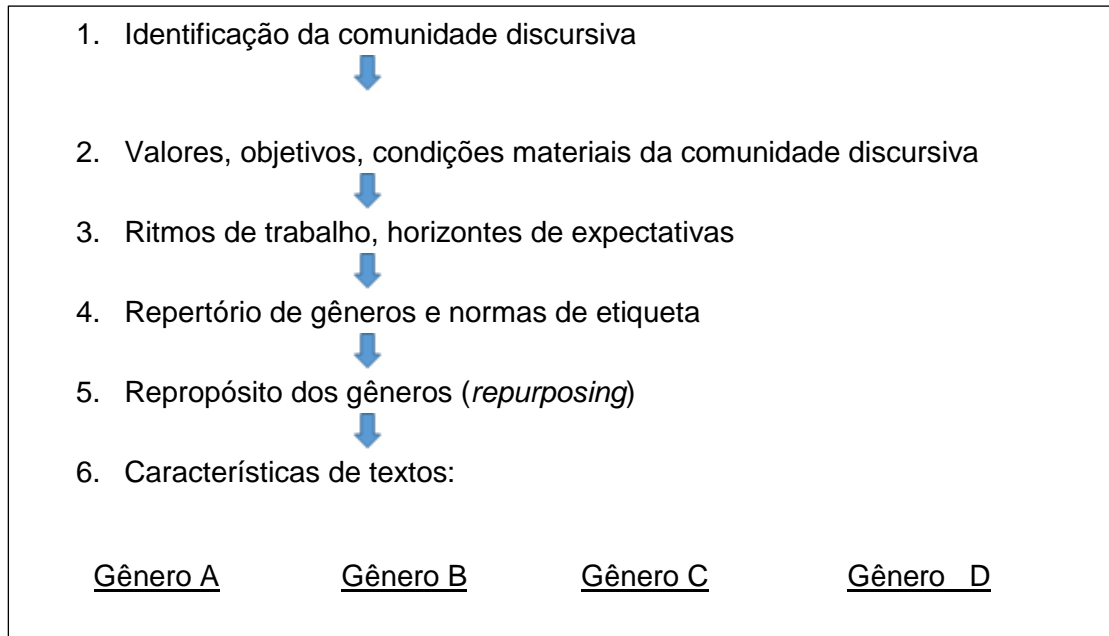 1. Identificação da comunidade discursiva
2. Valores, objetivos, condições materiais da comunidade discursiva
3. Ritmos de trabalho, horizontes de expectativas
4. Repertório de gêneros e normas de etiqueta
5. Repropósito dos gêneros (repurposing)
6. Características de textos:
Gênero A Gênero B Gênero C Gênero D